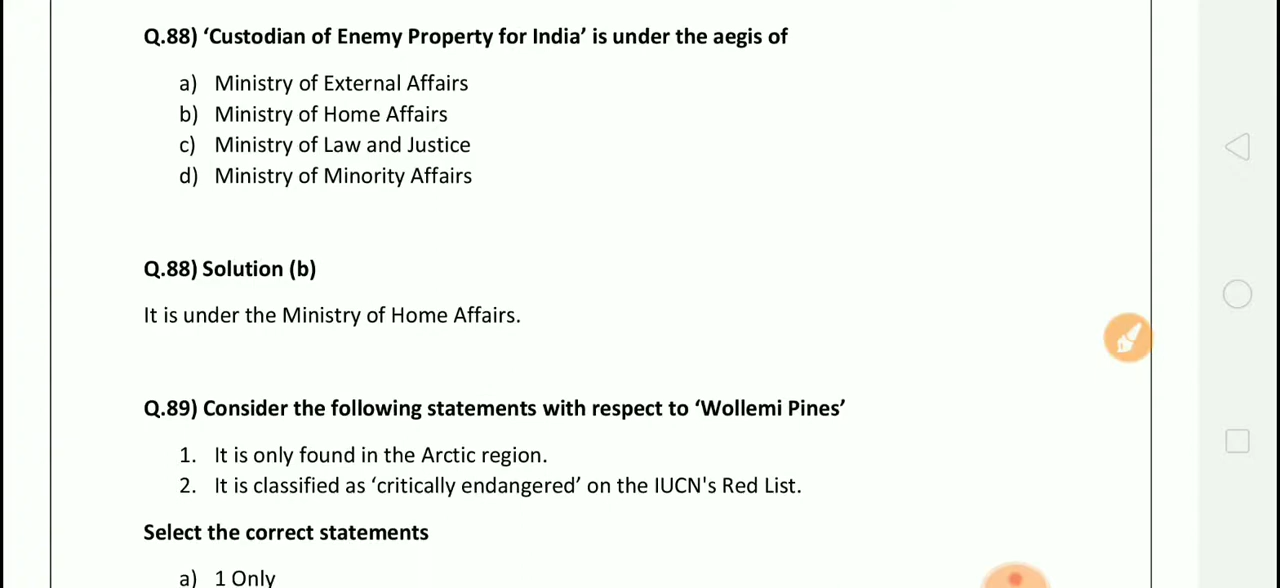 Q.88) ‘Custodian of Enemy Property for India’ is under the aegis of
a) Ministry of External Affairs
b) Ministry of Home Affairs
c) Ministry of Law and Justice
d) Ministry of Minority Affairs
Q.88) Solution (b)
It is under the Ministry of Home Affairs.
Q.89) Consider the following statements with respect to ‘Wollemi Pines’
1. It is only found in the Arctic region.
2. It is classified as ‘critically endangered’ on the IUCN's Red List.
Select the correct statements
a) 1 Only